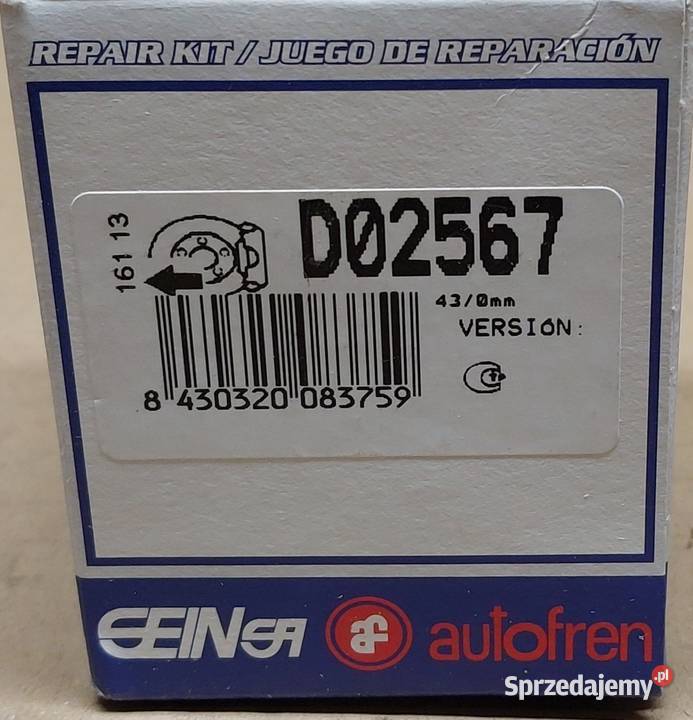 REPAIR KIT / JUEGO DE REPARACIÓN
161 13
D02567
43/0mm
VERSIÓN:
8 430320 083759
SEINSA
af
autofren
Sprzedajemy.pl